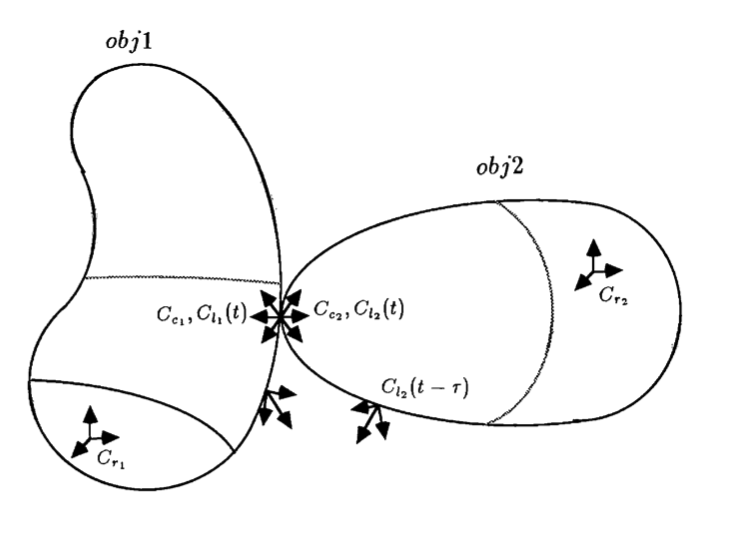 obj1
obj2
C_{r_2}
C_{c_1}, C_{l_1}(t)
C_{c_2}, C_{l_2}(t)
C_{l_2}(t − τ)
C_{r_1}